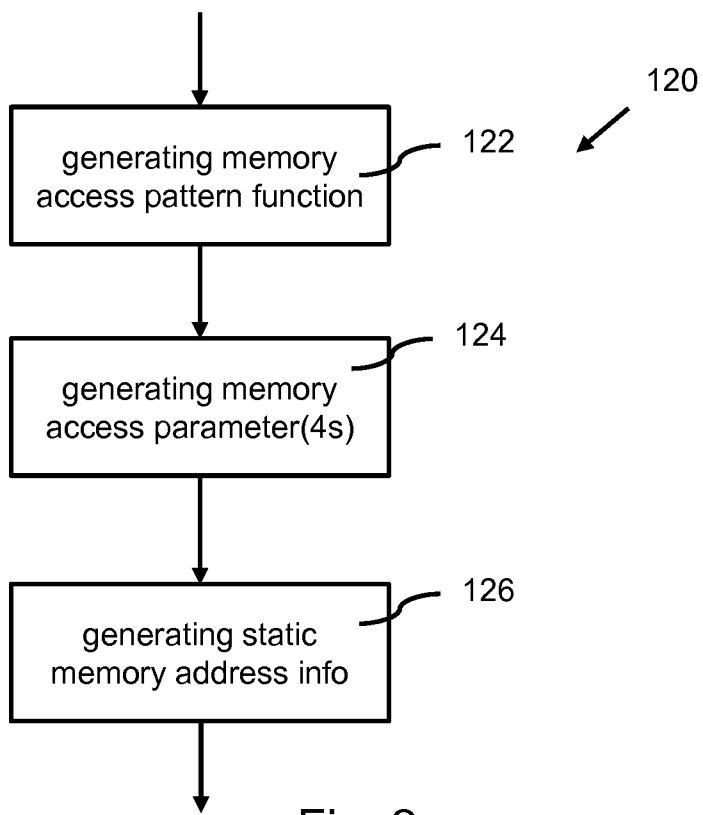 120
generating memory
access pattern function
122
generating memory
access parameter(4s)
124
generating static
memory address info
126